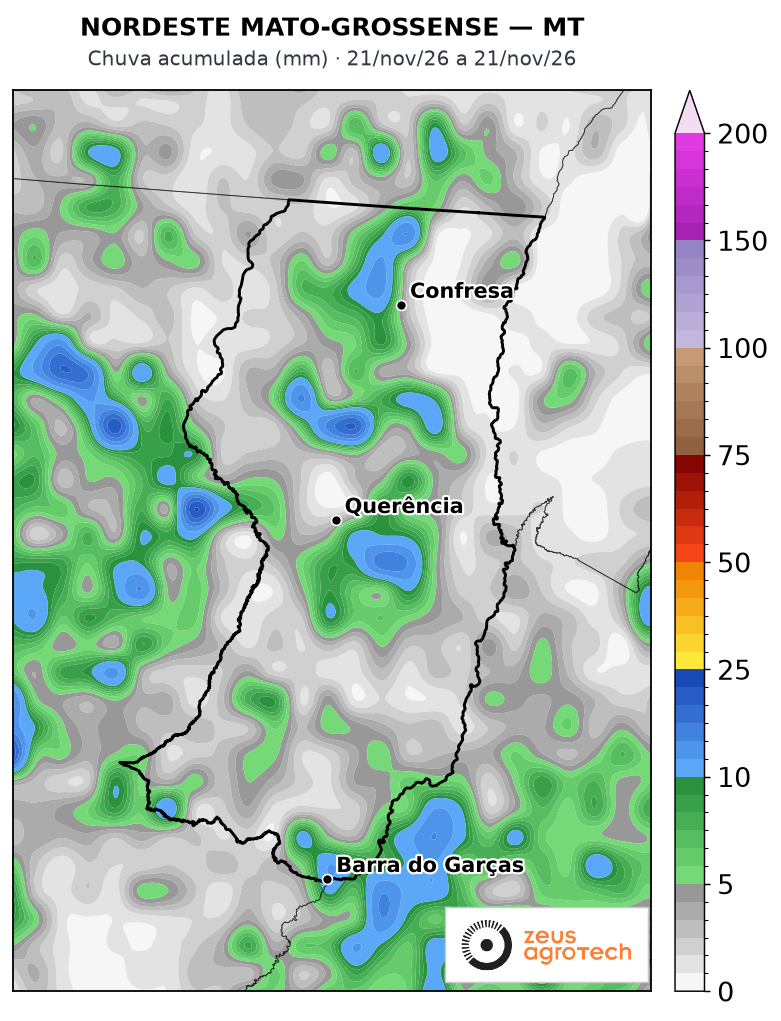 NORDESTE MATO-GROSSENSE — MT
Chuva acumulada (mm) · 21/nov/26 a 21/nov/26
200
150
100
75
50
25
10
5
0
Confresa
Querência
Barra do Garças
zeus
agrotech